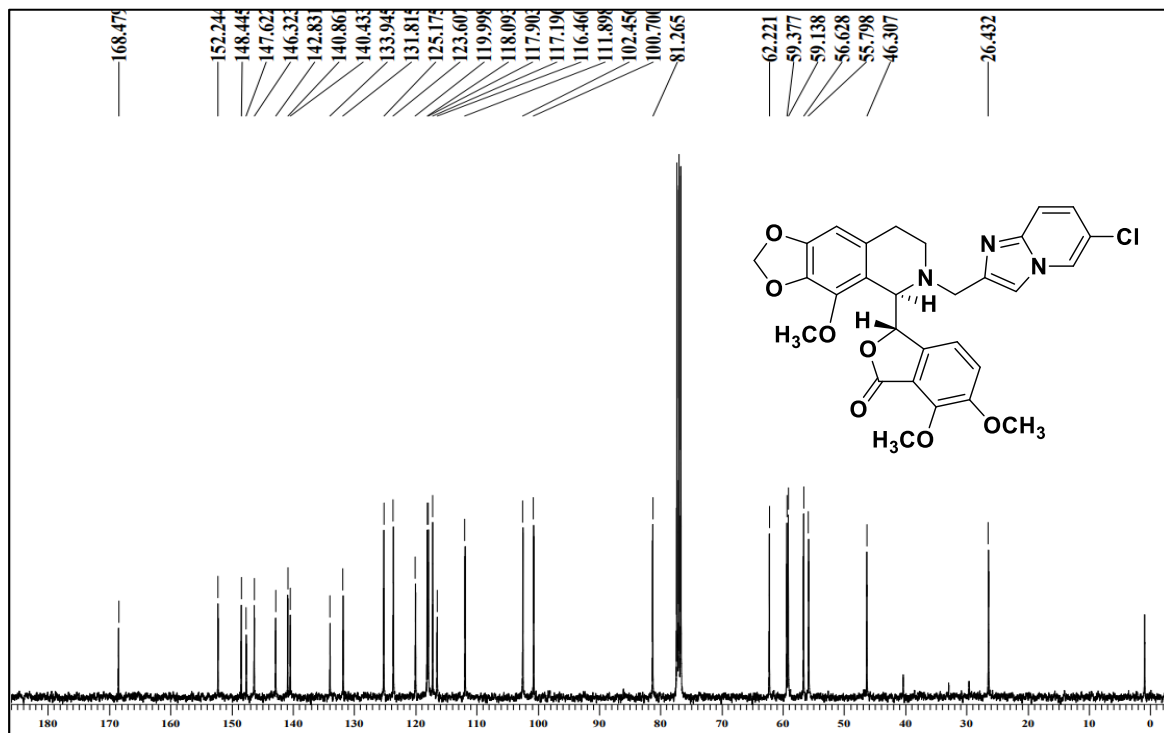 168.479
152.244
148.445
147.622
146.323
142.831
140.861
140.433
133.945
131.815
125.175
123.607
119.998
118.093
117.903
117.190
116.460
111.898
102.450
100.700
81.265
62.221
59.377
59.138
56.628
55.798
46.307
26.432
O
O
N
N
N
Cl
H
H
H₃CO
O
O
H₃CO
OCH₃
180 170 160 150 140 130 120 110 100 90 80 70 60 50 40 30 20 10 0